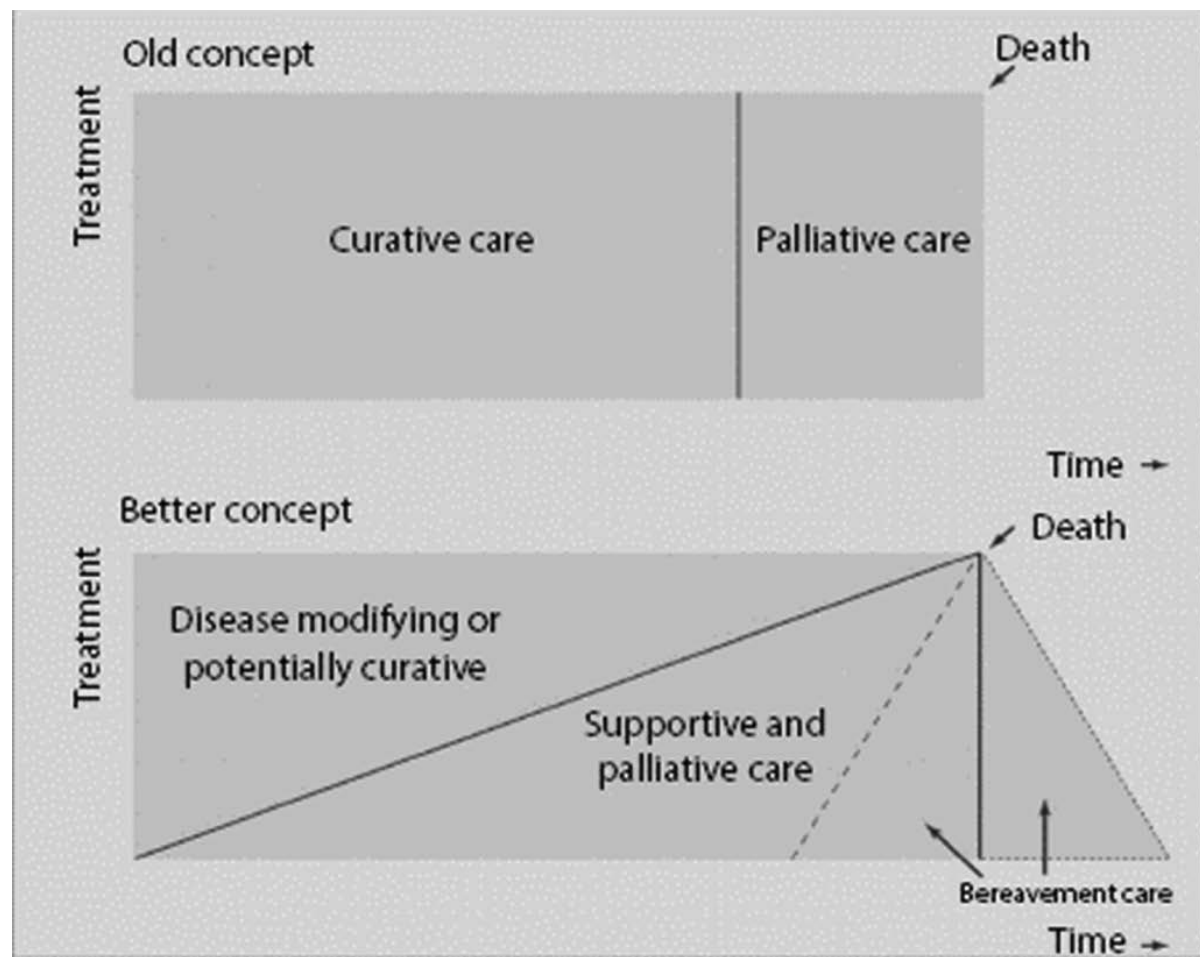 Old concept
Death
Treatment
Curative care
Palliative care
Time
Better concept
Death
Treatment
Disease modifying or
potentially curative
Supportive and
palliative care
Bereavement care
Time